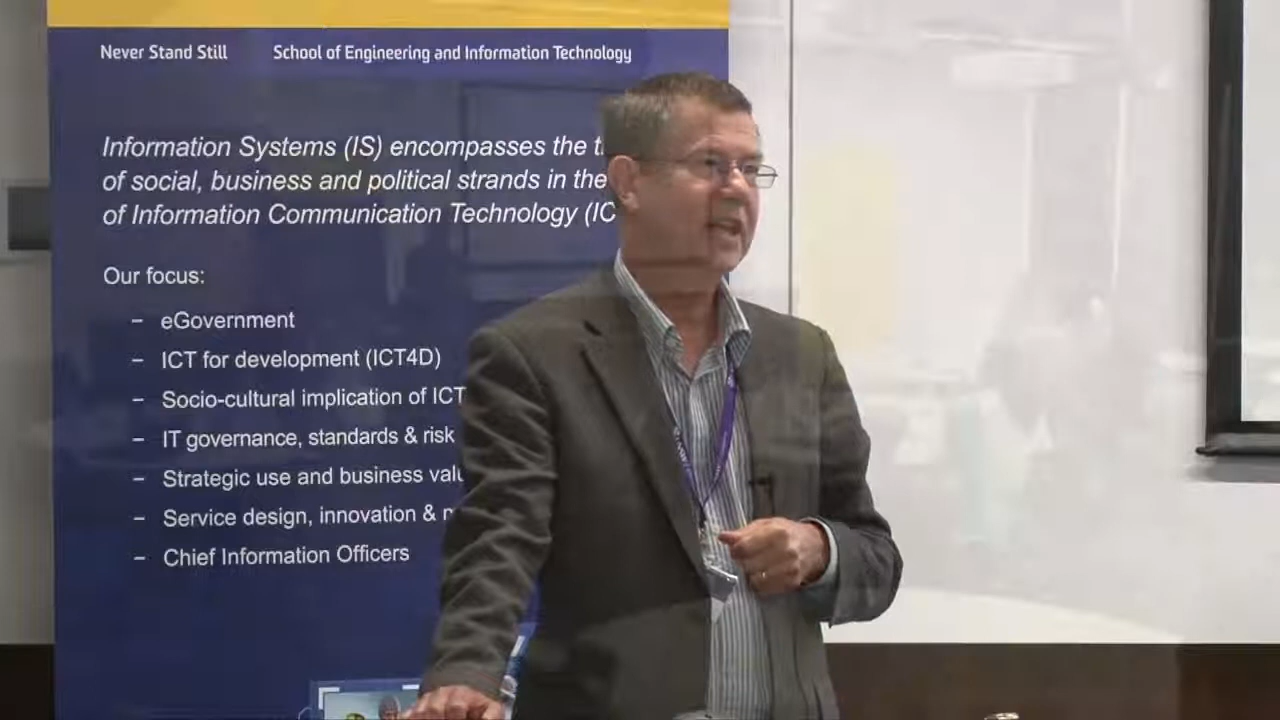 Never Stand Still School of Engineering and Information Technology
Information Systems (IS) encompasses the
of social, business and political strands in the
of Information Communication Technology
Our focus:
– eGovernment
– ICT for development (ICT4D)
– Socio-cultural implication of ICT
– IT governance, standards & risk
– Strategic use and business
– Service design, innovation &
– Chief Information Officers